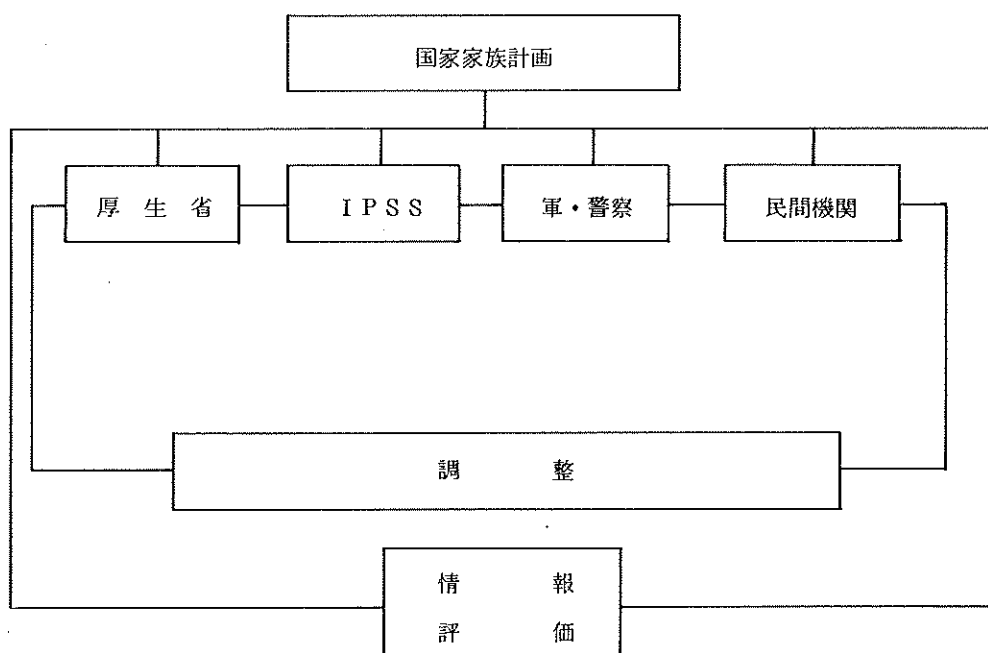 国家家族計画
厚生省
IPSS
軍・警察
民間機関
調整
情報
評価